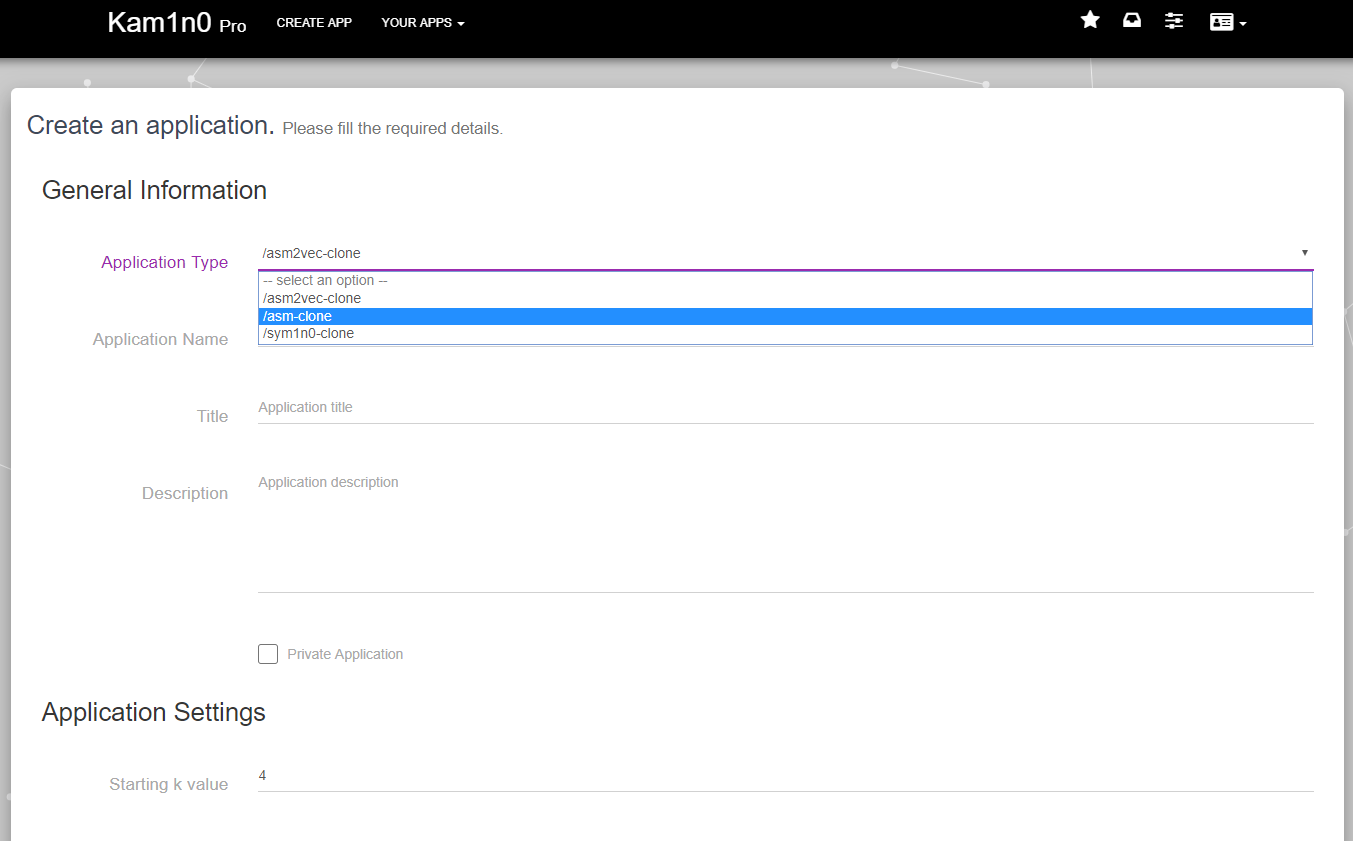 Kam1n0 Pro CREATE APP YOUR APPS
Create an application. Please fill the required details.
General Information
Application Type /asm2vec-clone
-- select an option --
/asm2vec-clone
/asm-clone
/sym1n0-clone
Application Name
Title Application title
Description Application description
Private Application
Application Settings
Starting k value 4